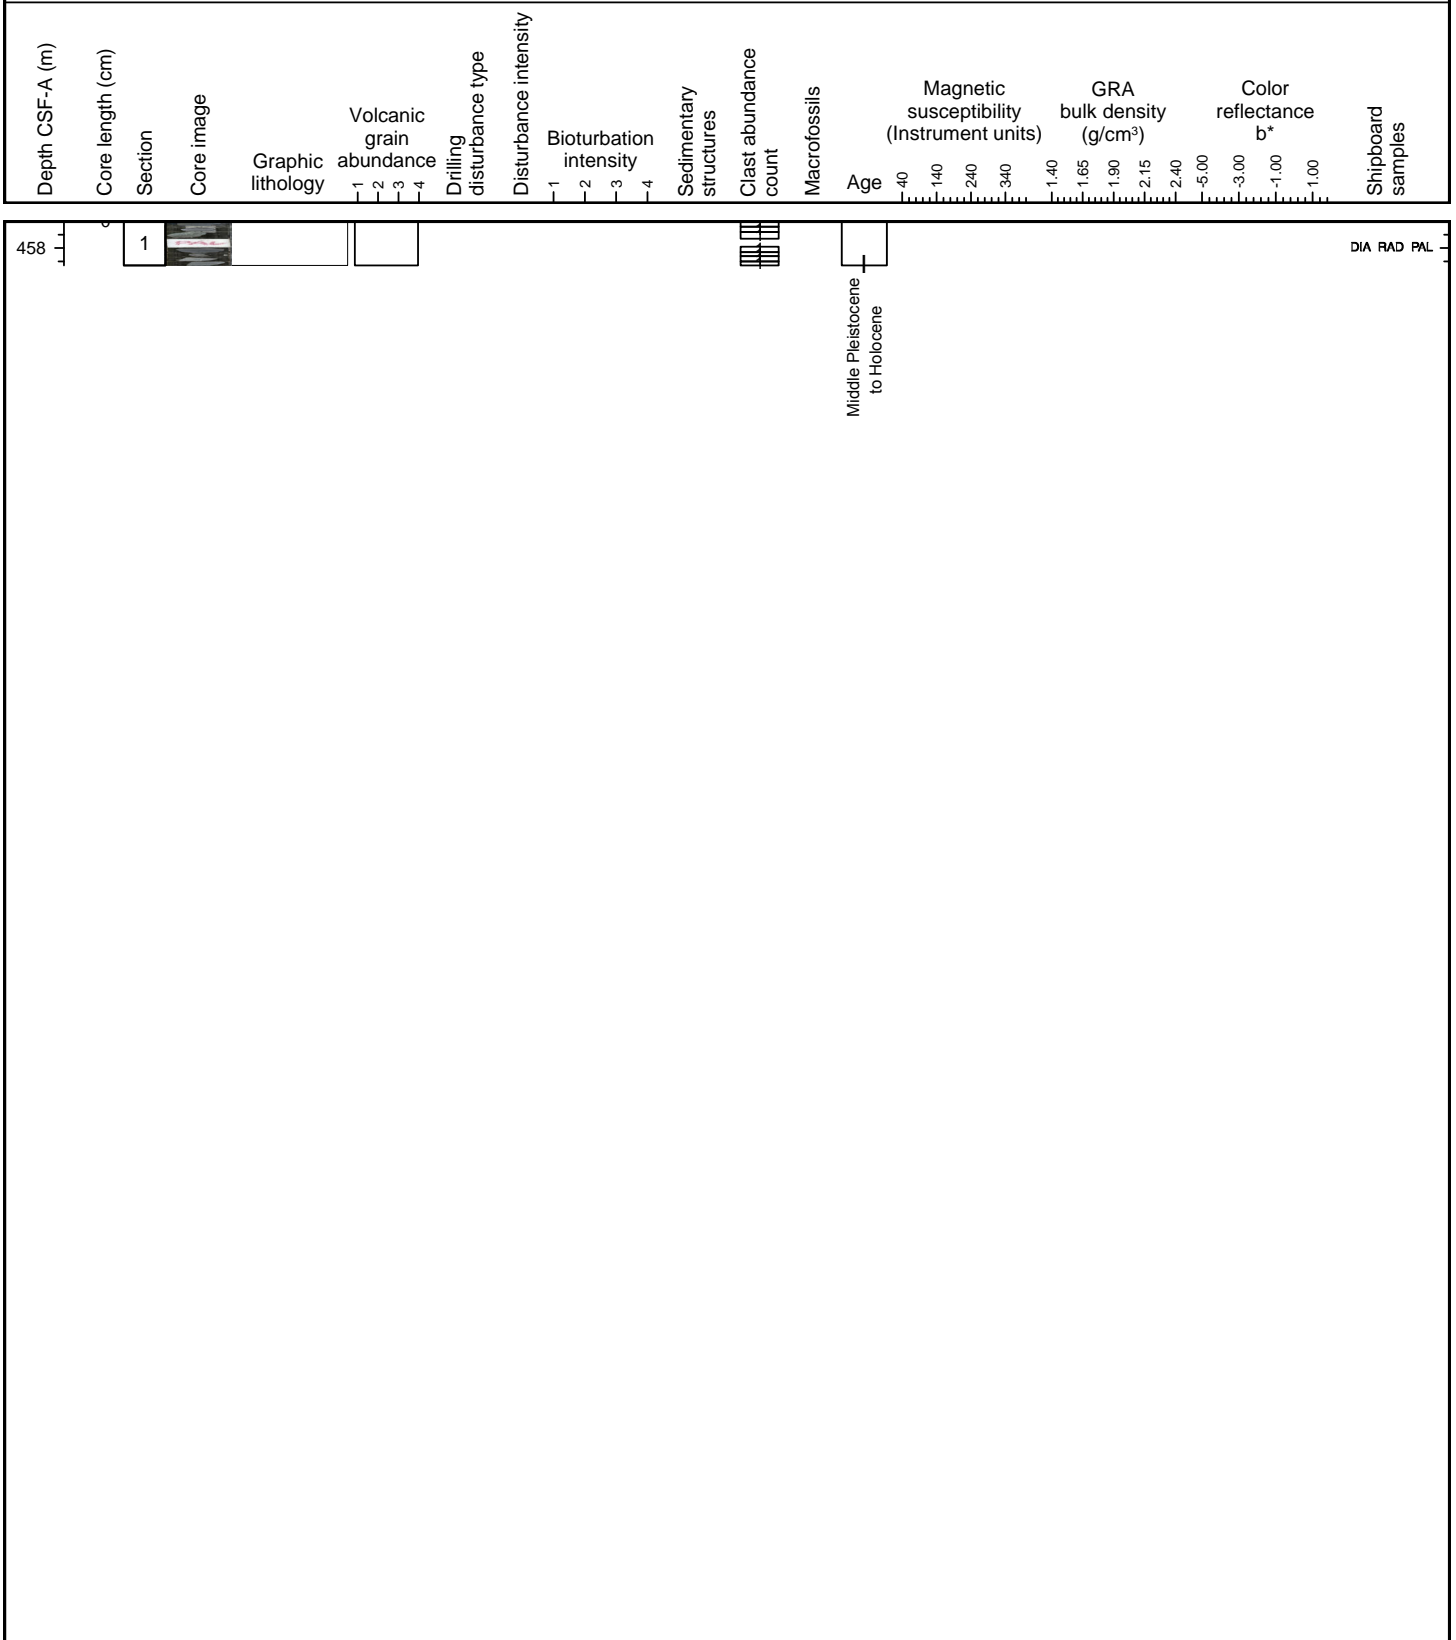 Depth CSF-A (m)
Core length (cm)
Section
Core image
Graphic
lithology
Volcanic
grain
abundance
1
2
3
4
Drilling
disturbance type
Disturbance intensity
Bioturbation
intensity
1
2
3
4
Sedimentary
structures
Clast abundance
count
Macrofossils
Age
Magnetic
susceptibility
(Instrument units)
40
140
240
340
GRA
bulk density
(g/cm³)
1.40
1.65
1.90
2.15
2.40
Color
reflectance
b*
-5.00
-3.00
-1.00
1.00
Shipboard
samples
458
1
Middle Pleistocene
to Holocene
DIA RAD PAL